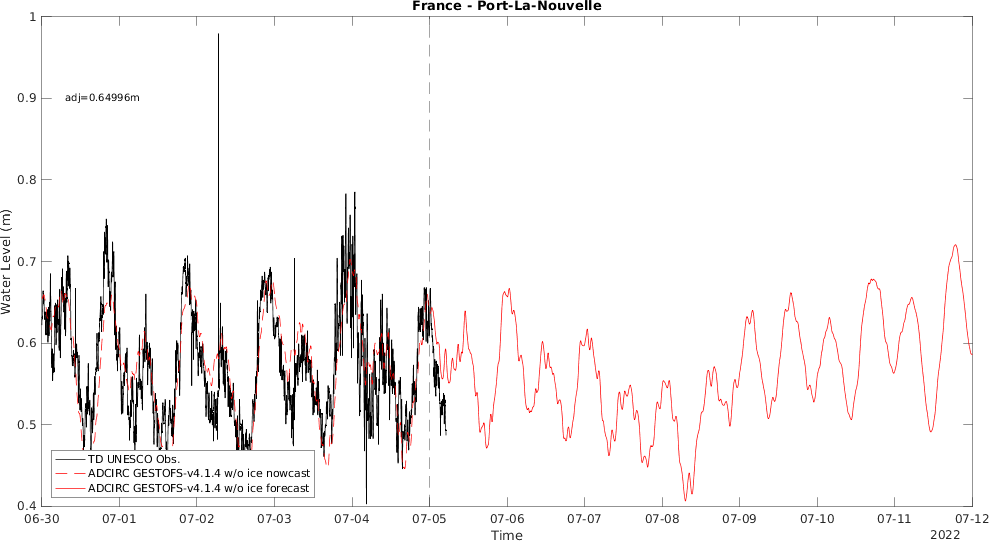 France - Port-La-Nouvelle
1
0.9
0.8
0.7
0.6
0.5
0.4
Water Level (m)
adj=0.64996m
TD UNESCO Obs.
ADCIRC GESTOFS-v4.1.4 w/o ice nowcast
ADCIRC GESTOFS-v4.1.4 w/o ice forecast
06-30 07-01 07-02 07-03 07-04 07-05 07-06 07-07 07-08 07-09 07-10 07-11 07-12
Time
2022